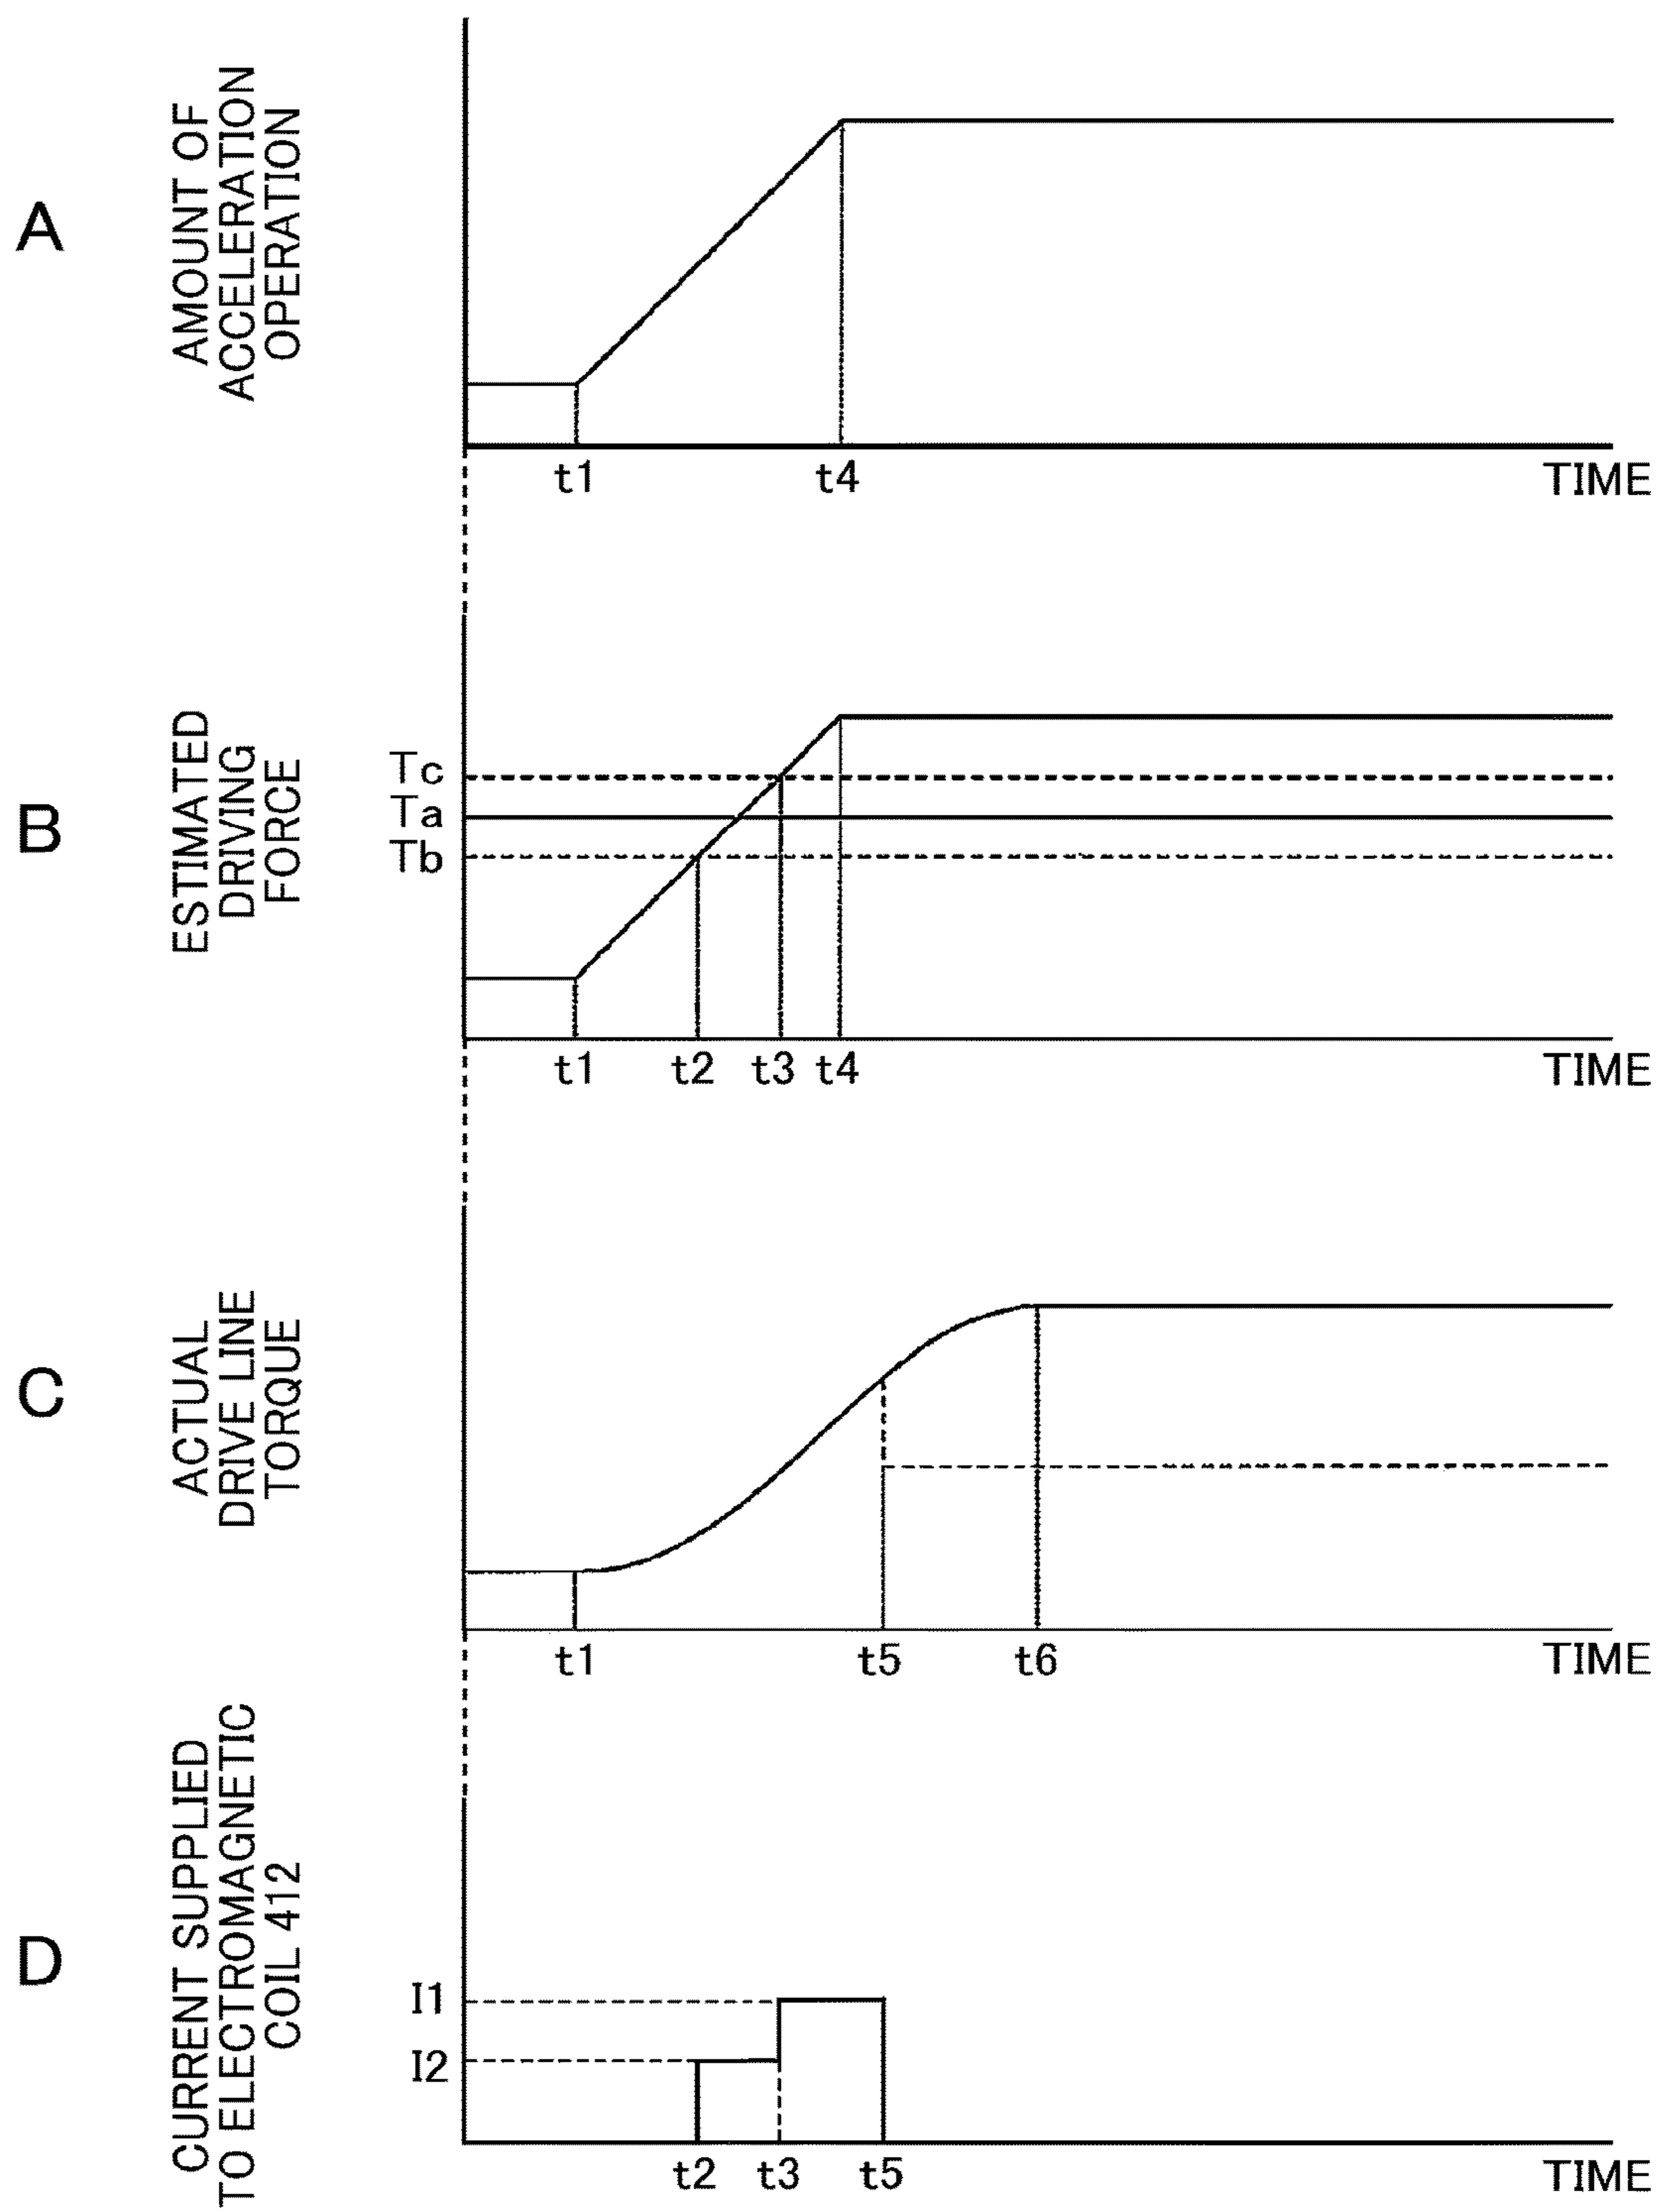 A
AMOUNT OF
ACCELERATION
OPERATION
t1
t4
TIME
B
ESTIMATED
DRIVING
FORCE
Tc
Ta
Tb
t1
t2
t3
t4
TIME
C
ACTUAL
DRIVE LINE
TORQUE
t1
t5
t6
TIME
D
CURRENT SUPPLIED
TO ELECTROMAGNETIC
COIL 412
I1
I2
t2
t3
t5
TIME